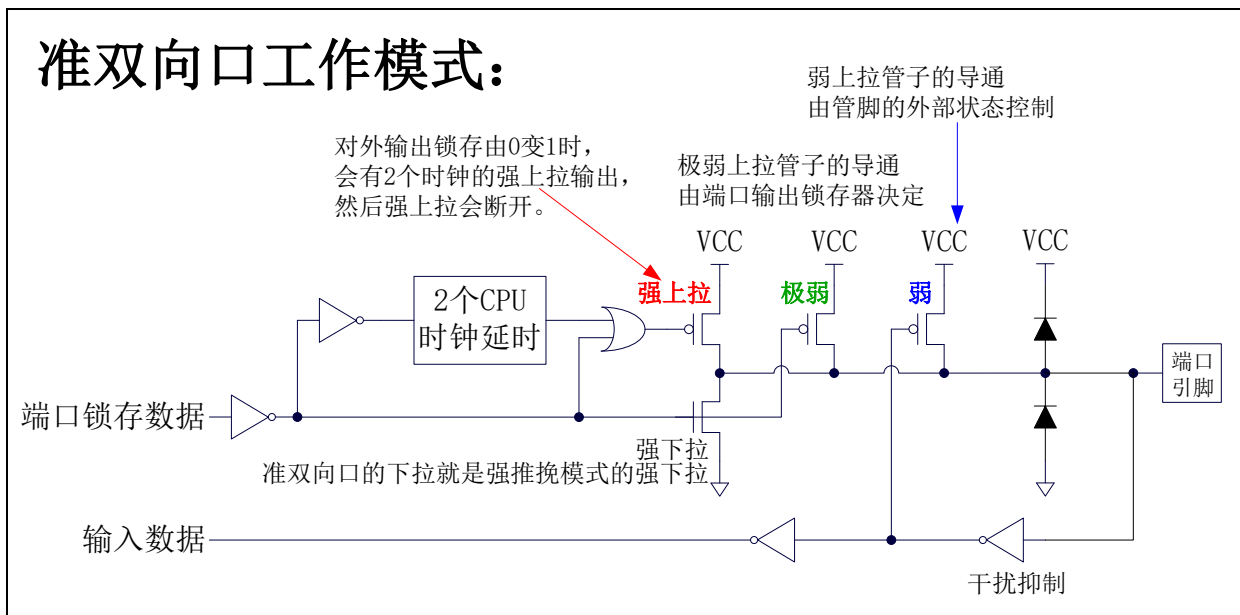 准双向口工作模式：
弱上拉管子的导通
由管脚的外部状态控制
对外输出锁存由0变1时，
会有2个时钟的强上拉输出，
然后强上拉会断开。
极弱上拉管子的导通
由端口输出锁存器决定
VCC
VCC
VCC
VCC
强上拉
极弱
弱
2个CPU
时钟延时
端口
引脚
端口锁存数据
强下拉
准双向口的下拉就是强推挽模式的强下拉
输入数据
干扰抑制